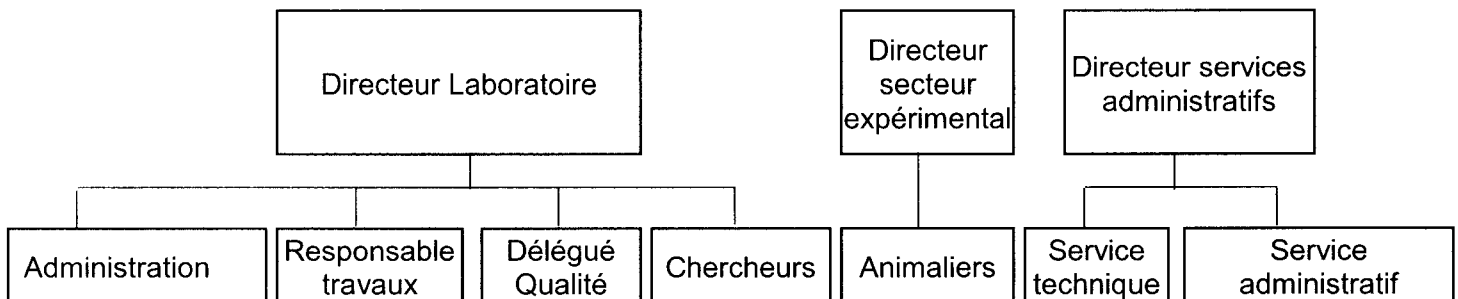 Directeur Laboratoire
Directeur
secteur
expérimental
Directeur services
administratifs
Administration
Responsable
travaux
Délégué
Qualité
Chercheurs
Animaliers
Service
technique
Service
administratif